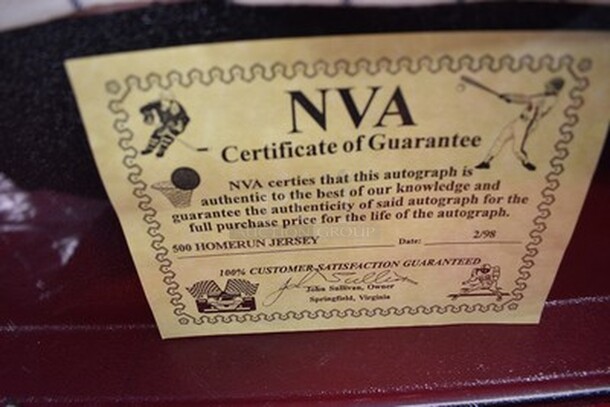 NVA
Certificate of Guarantee
NVA certies that this autograph is
authentic to the best of our knowledge and
guarantee the authenticity of said autograph for the
full purchase price for the life of the autograph.
500 HOMERUN JERSEY Date: 2/98
100% CUSTOMER SATISFACTION GUARANTEED
John Sullivan, Owner
Springfield, Virginia